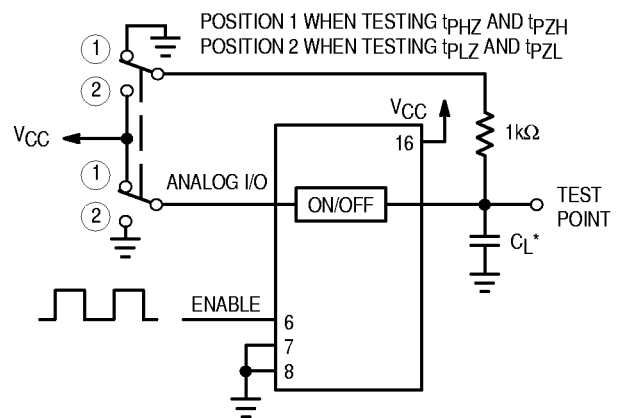 POSITION 1 WHEN TESTING tPHZ AND tPZH
POSITION 2 WHEN TESTING tPLZ AND tPZL
1
2
VCC
VCC
16
1kΩ
1
ANALOG I/O
ON/OFF
TEST
POINT
2
CL*
ENABLE
6
7
8